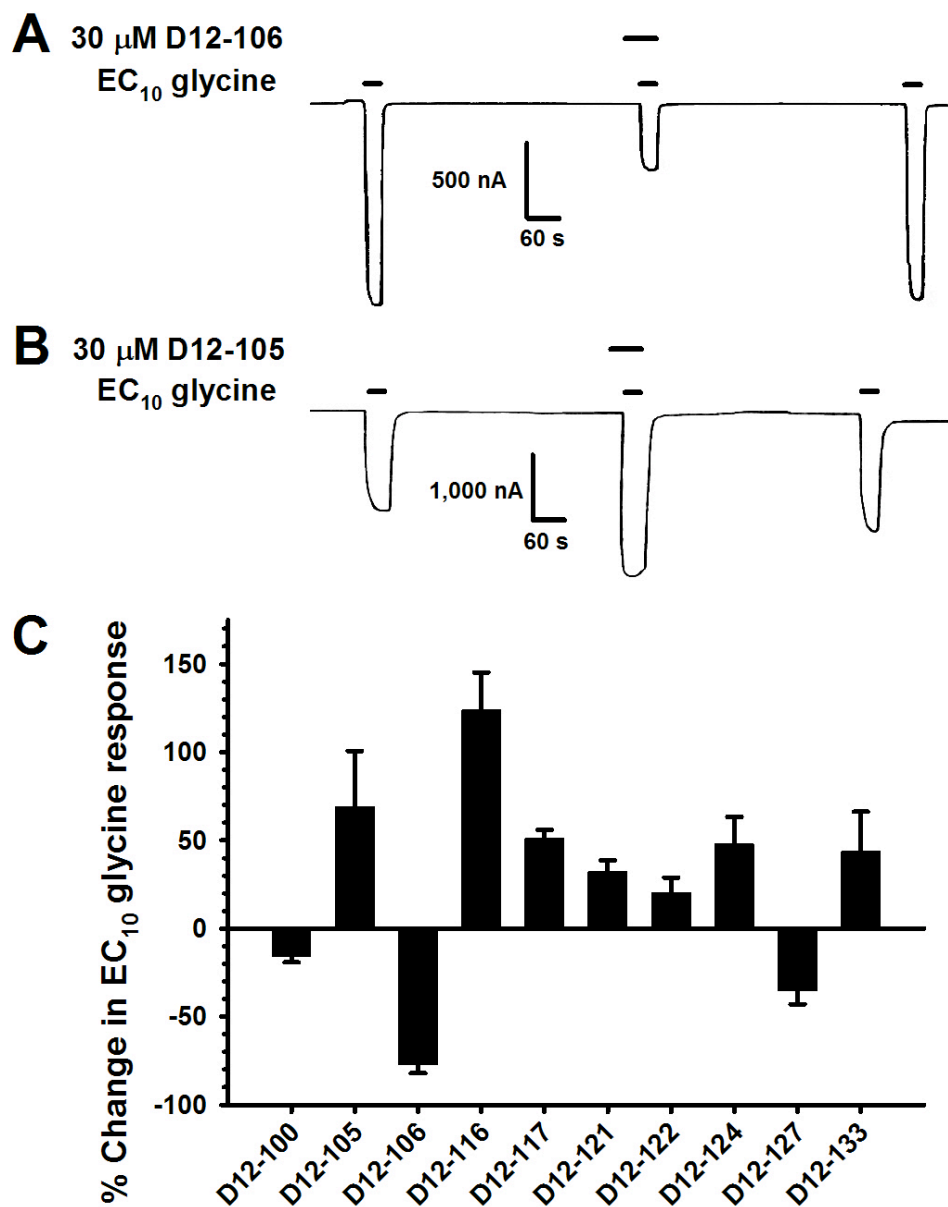 A 30 μM D12-106
EC₁₀ glycine
500 nA
60 s
B 30 μM D12-105
EC₁₀ glycine
1,000 nA
60 s
C
% Change in EC₁₀ glycine response
150
100
50
0
-50
-100
D12-100
D12-105
D12-106
D12-116
D12-117
D12-121
D12-122
D12-124
D12-127
D12-133